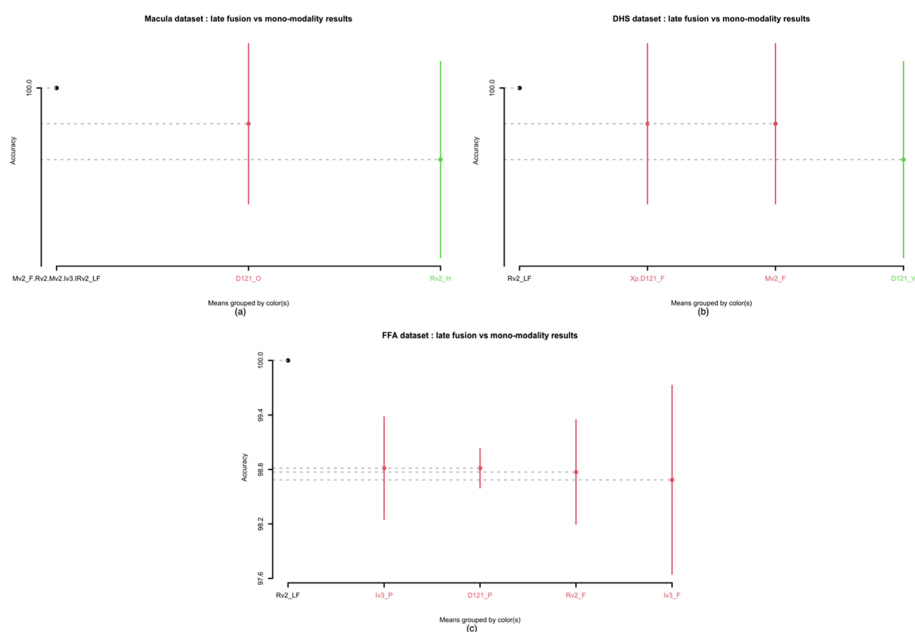 Macula dataset : late fusion vs mono-modality results
100.0
Accuracy
Mv2_F.Rv2.Mv2.Iv3.IRv2_LF D121_O Rv2_H
Means grouped by color(s)
(a)
DHS dataset : late fusion vs mono-modality results
100.0
Accuracy
Rv2_LF Xp.D121_F Mv2_F D121_V
Means grouped by color(s)
(b)
FFA dataset : late fusion vs mono-modality results
100.0
99.4
98.8
98.2
97.6
Accuracy
Rv2_LF Iv3_P D121_P Rv2_F Iv3_F
Means grouped by color(s)
(c)